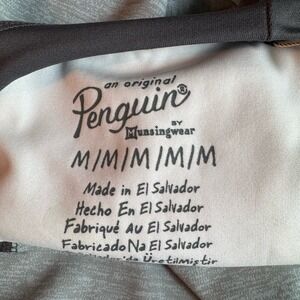 an original
Penguin®
BY
Munsingwear
M/M/M/M/M
Made in El Salvador
Hecho En El Salvador
Fabriqué Au El Salvador
Fabricado Na El Salvador
Üretilmiştir